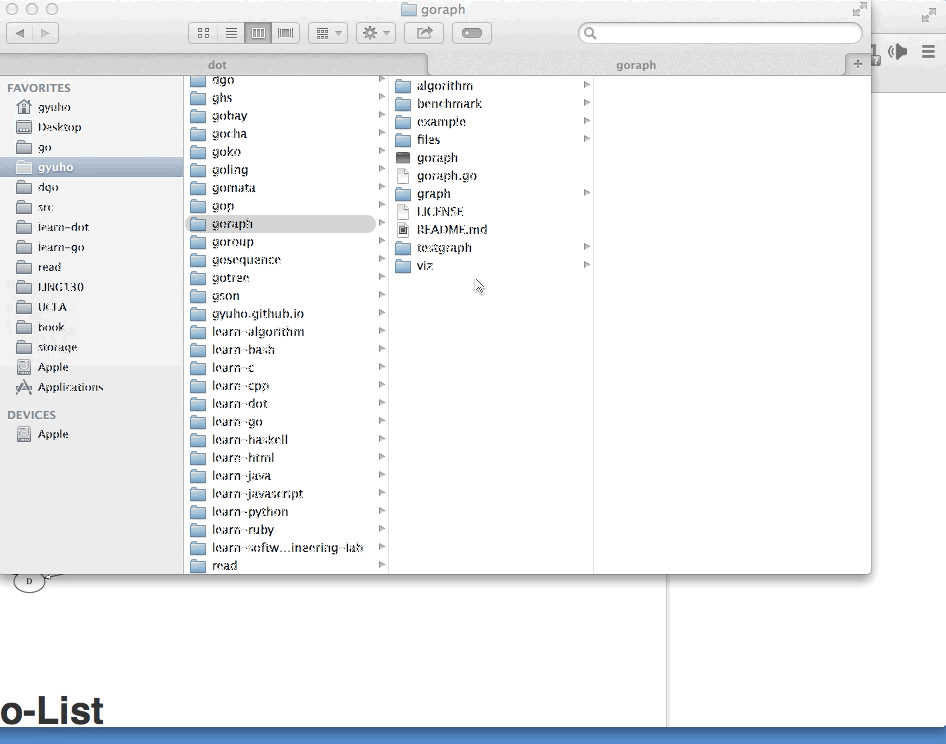 goraph
dot
goraph
+
FAVORITES
gyuho
Desktop
go
gyuho
dgo
src
learn-dot
learn-go
read
LING130
UCLA
book
storage
Apple
Applications
DEVICES
Apple
dgo
ghs
gobay
gocha
goko
goling
gomata
gop
goraph
goroup
gosequence
gotree
gson
gyuho.github.io
learn-algorithm
learn-bash
learn-c
learn-cpp
learn-dot
learn-go
learn-haskell
learn-html
learn-java
learn-javascript
learn-python
learn-ruby
learn-softw...ineering-lab
read
algorithm
benchmark
example
files
goraph
goraph.go
graph
LICENSE
README.md
testgraph
viz
D
o-List